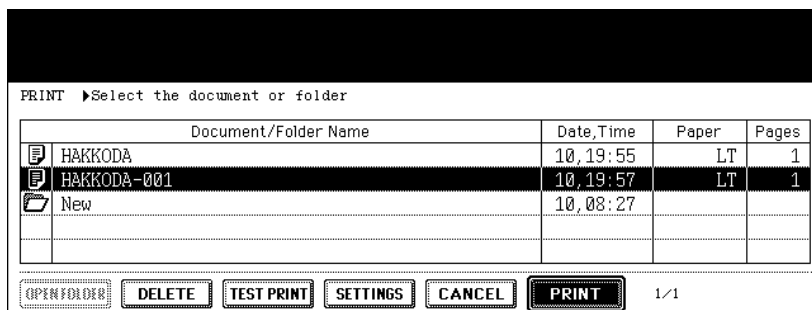 PRINT ▶Select the document or folder
Document/Folder Name Date,Time Paper Pages
HAKKODA 10,19:55 LT 1
HAKKODA-001 10,19:57 LT 1
New 10,08:27
OPEN FOLDER DELETE TEST PRINT SETTINGS CANCEL PRINT 1/1